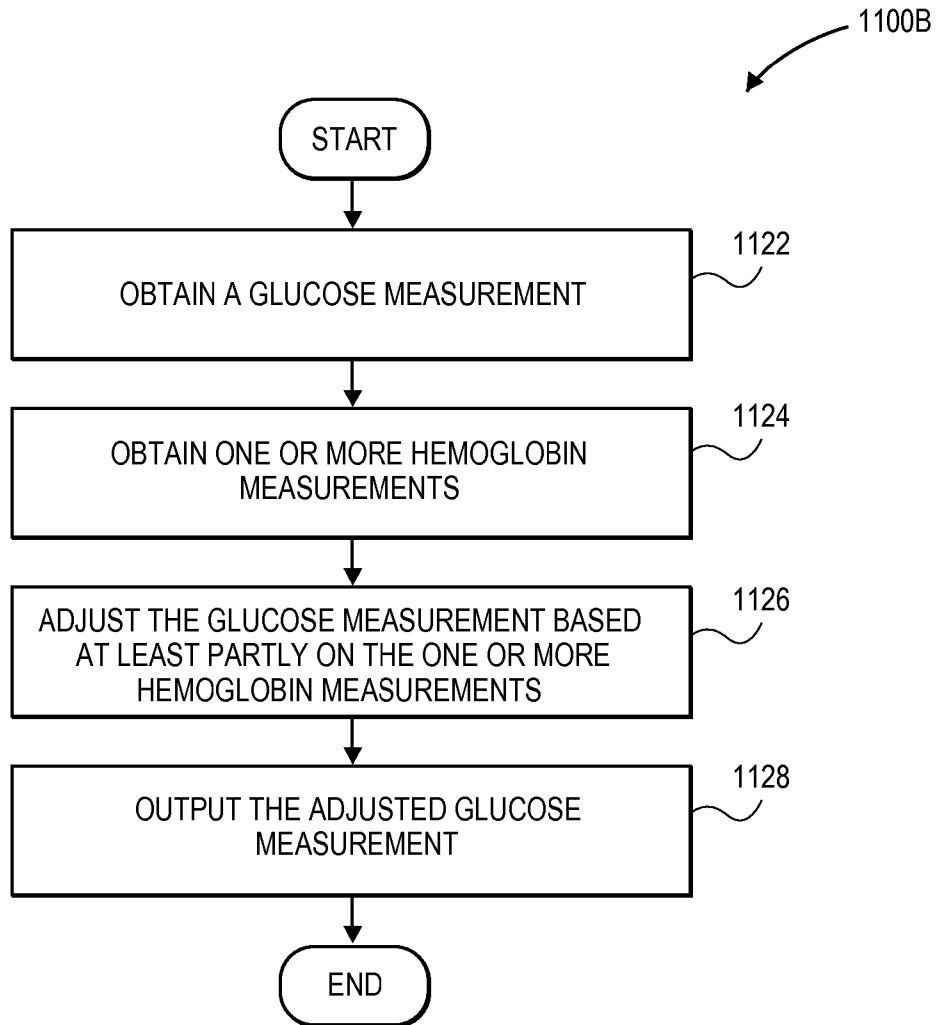 1100B
START
1122
OBTAIN A GLUCOSE MEASUREMENT
1124
OBTAIN ONE OR MORE HEMOGLOBIN
MEASUREMENTS
1126
ADJUST THE GLUCOSE MEASUREMENT BASED
AT LEAST PARTLY ON THE ONE OR MORE
HEMOGLOBIN MEASUREMENTS
1128
OUTPUT THE ADJUSTED GLUCOSE
MEASUREMENT
END